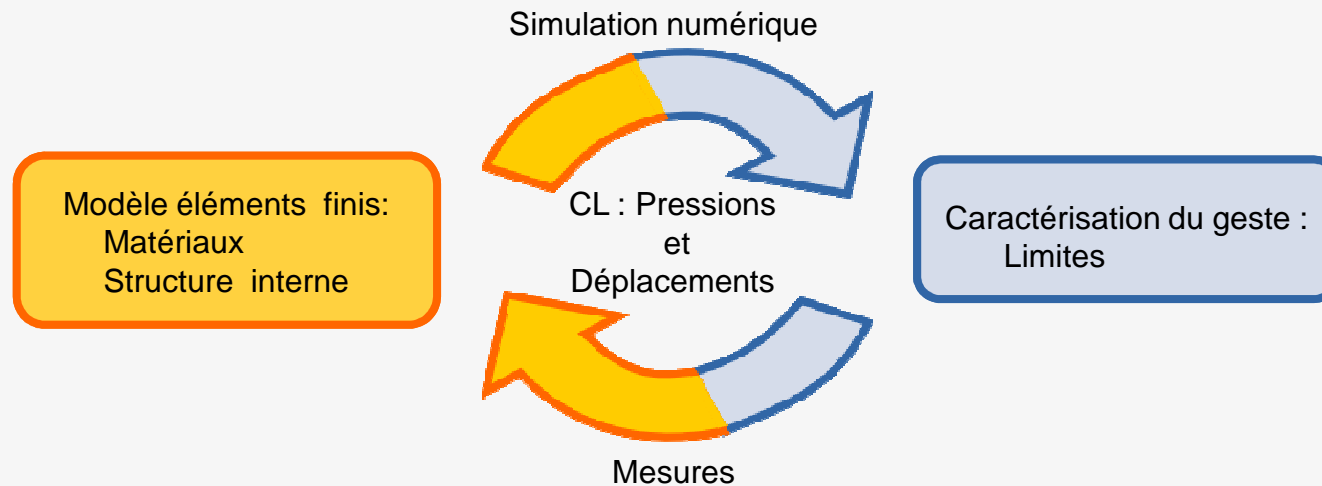 Simulation numérique
Modèle éléments finis:
Matériaux
Structure interne
CL : Pressions
et
Déplacements
Caractérisation du geste :
Limites
Mesures